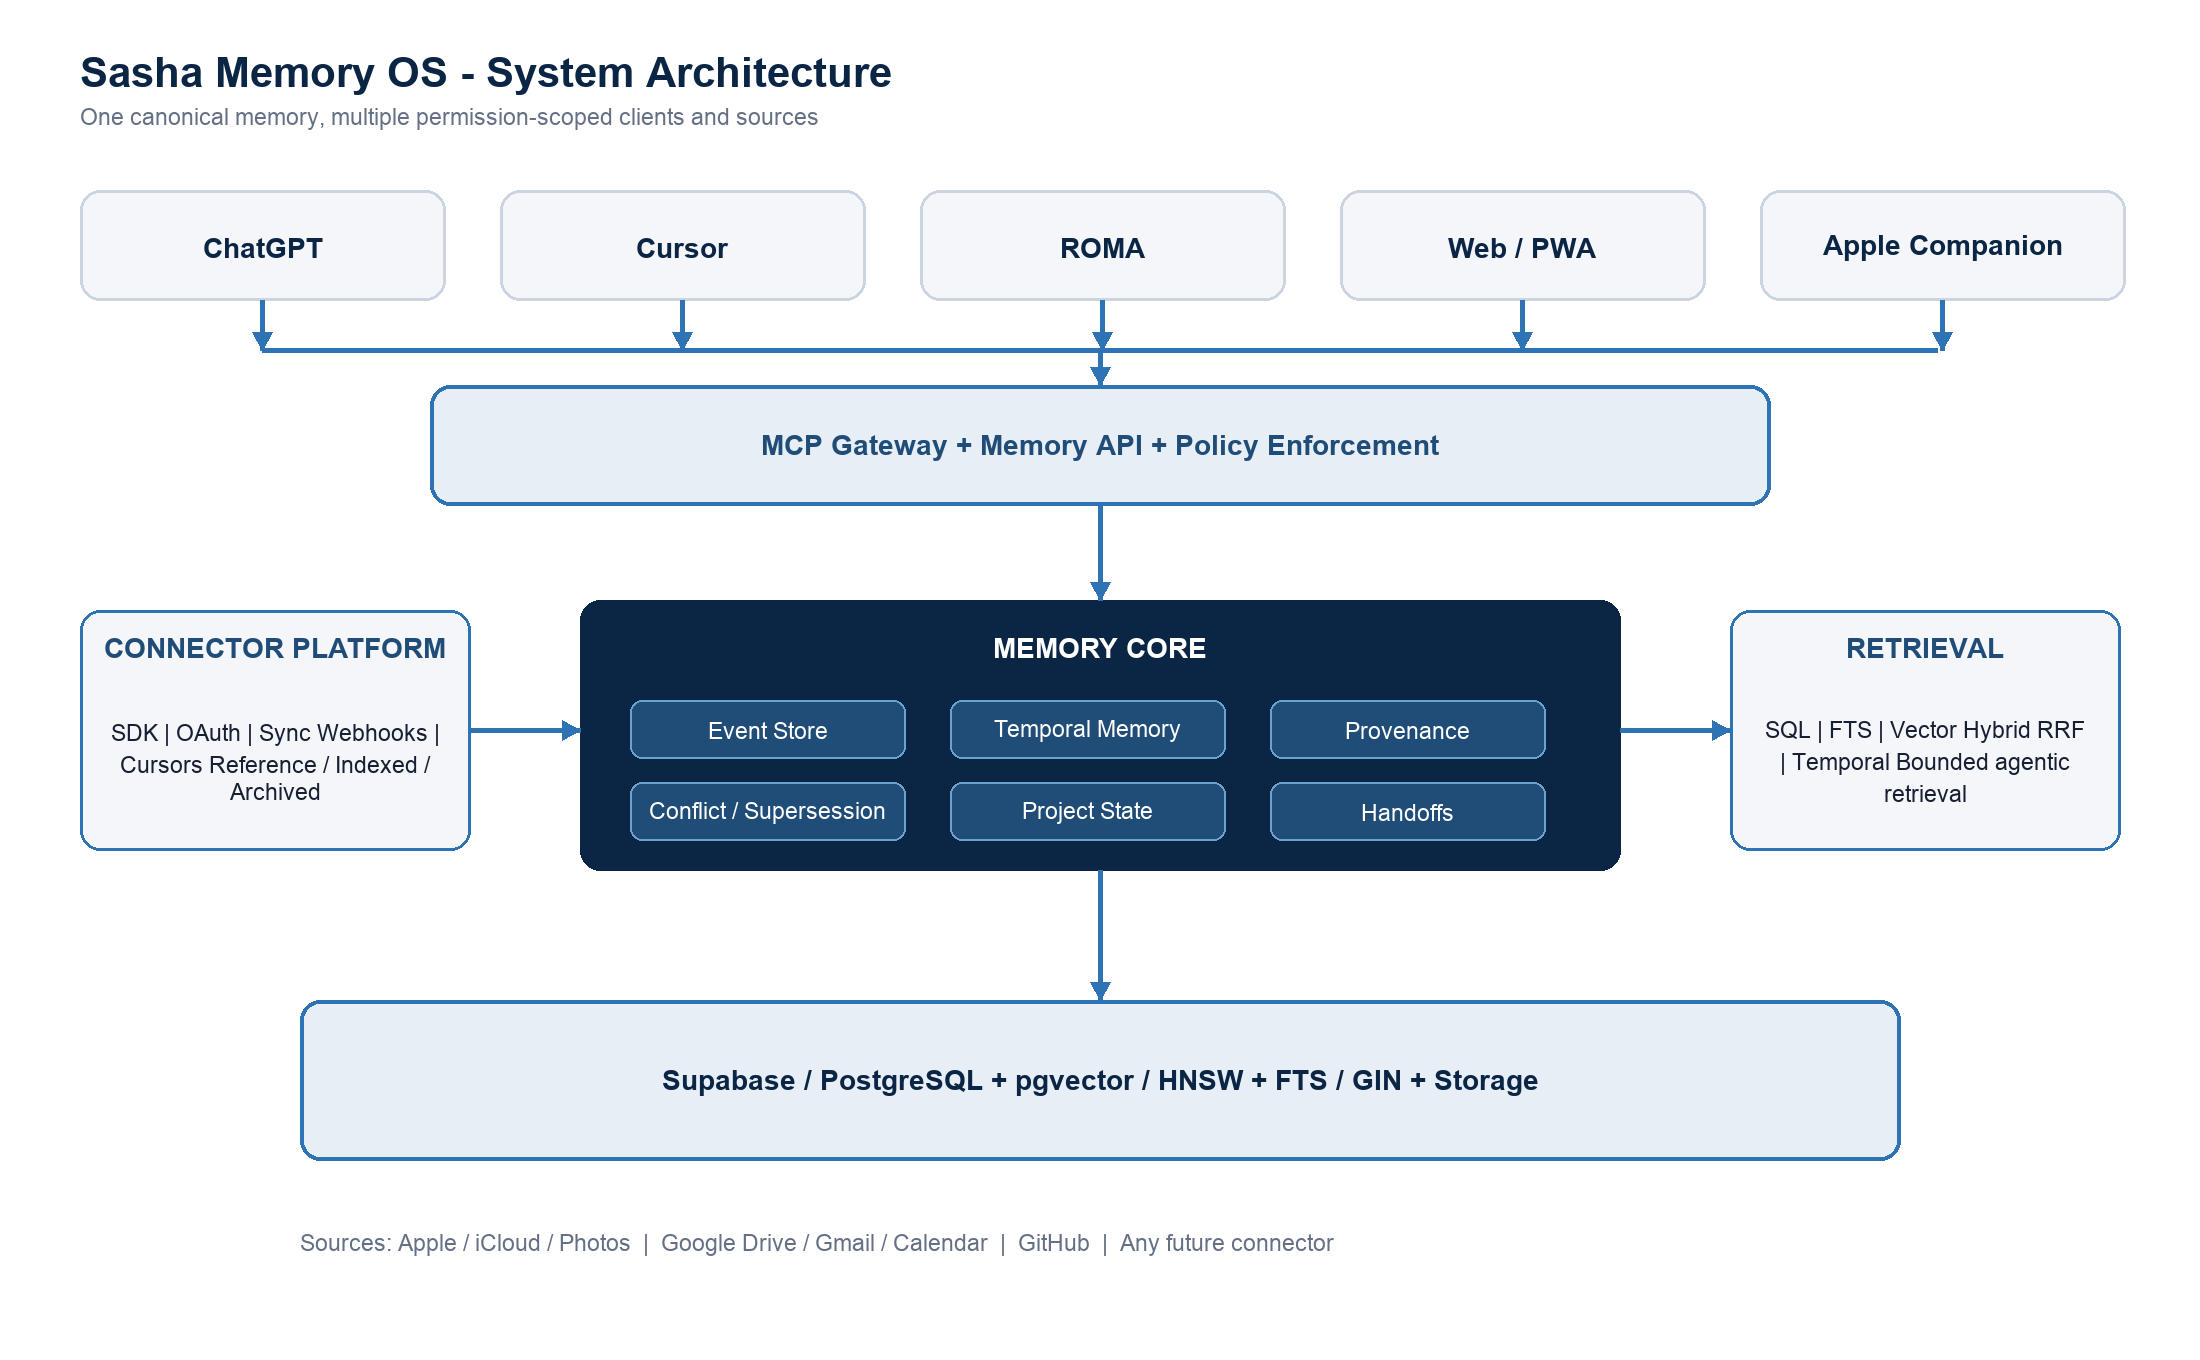 Sasha Memory OS - System Architecture
One canonical memory, multiple permission-scoped clients and sources
ChatGPT
Cursor
ROMA
Web / PWA
Apple Companion
MCP Gateway + Memory API + Policy Enforcement
CONNECTOR PLATFORM
SDK | OAuth | Sync Webhooks |
Cursors Reference / Indexed /
Archived
MEMORY CORE
Event Store
Temporal Memory
Provenance
Conflict / Supersession
Project State
Handoffs
RETRIEVAL
SQL | FTS | Vector Hybrid RRF
| Temporal Bounded agentic
retrieval
Supabase / PostgreSQL + pgvector / HNSW + FTS / GIN + Storage
Sources: Apple / iCloud / Photos | Google Drive / Gmail / Calendar | GitHub | Any future connector